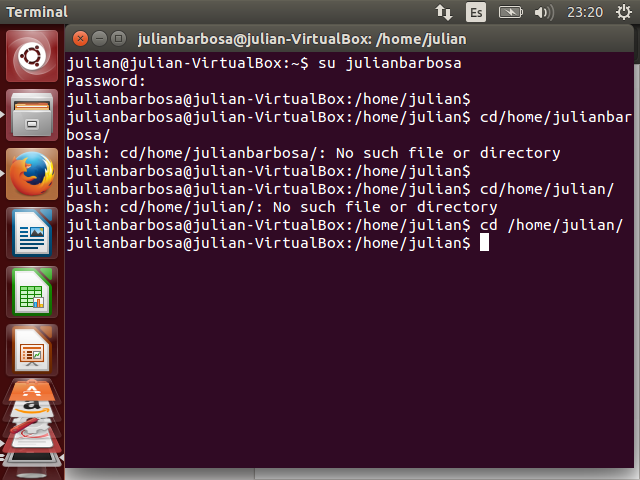 Terminal
Es
23:20
julianbarbosa@julian-VirtualBox: /home/julian
julian@julian-VirtualBox:~$ su julianbarbosa
Password:
julianbarbosa@julian-VirtualBox:/home/julian$
julianbarbosa@julian-VirtualBox:/home/julian$ cd/home/julianbar
bosa/
bash: cd/home/julianbarbosa/: No such file or directory
julianbarbosa@julian-VirtualBox:/home/julian$
julianbarbosa@julian-VirtualBox:/home/julian$ cd/home/julian/
bash: cd/home/julian/: No such file or directory
julianbarbosa@julian-VirtualBox:/home/julian$ cd /home/julian/
julianbarbosa@julian-VirtualBox:/home/julian$